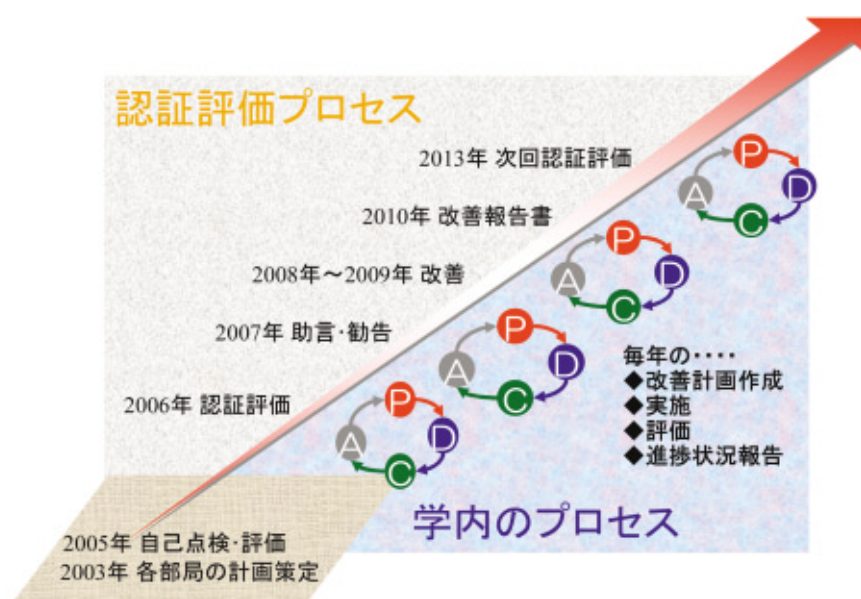 認証評価プロセス
2013年 次回認証評価
2010年 改善報告書
2008年～2009年 改善
2007年 助言·勧告
2006年 認証評価
2005年 自己点検·評価
2003年 各部局の計画策定
P
D
C
A
P
D
C
A
P
D
C
A
P
D
C
A
毎年の････
◆改善計画作成
◆実施
◆評価
◆進捗状況報告
学内のプロセス